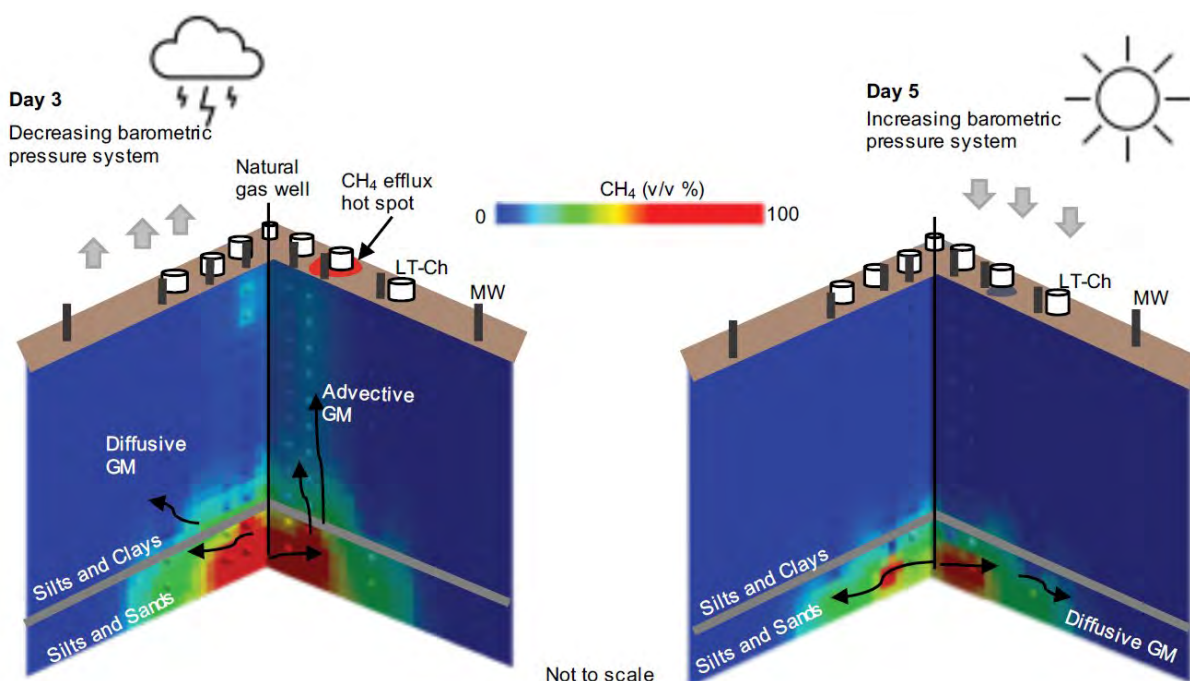 Day 3
Decreasing barometric
pressure system
Natural
gas well
CH₄ efflux
hot spot
LT-Ch
MW
CH₄ (v/v %)
0
100
Day 5
Increasing barometric
pressure system
LT-Ch
MW
Advective
GM
Diffusive
GM
Silts and Clays
Silts and Sands
Silts and Clays
Silts and Sands
Diffusive GM
Not to scale